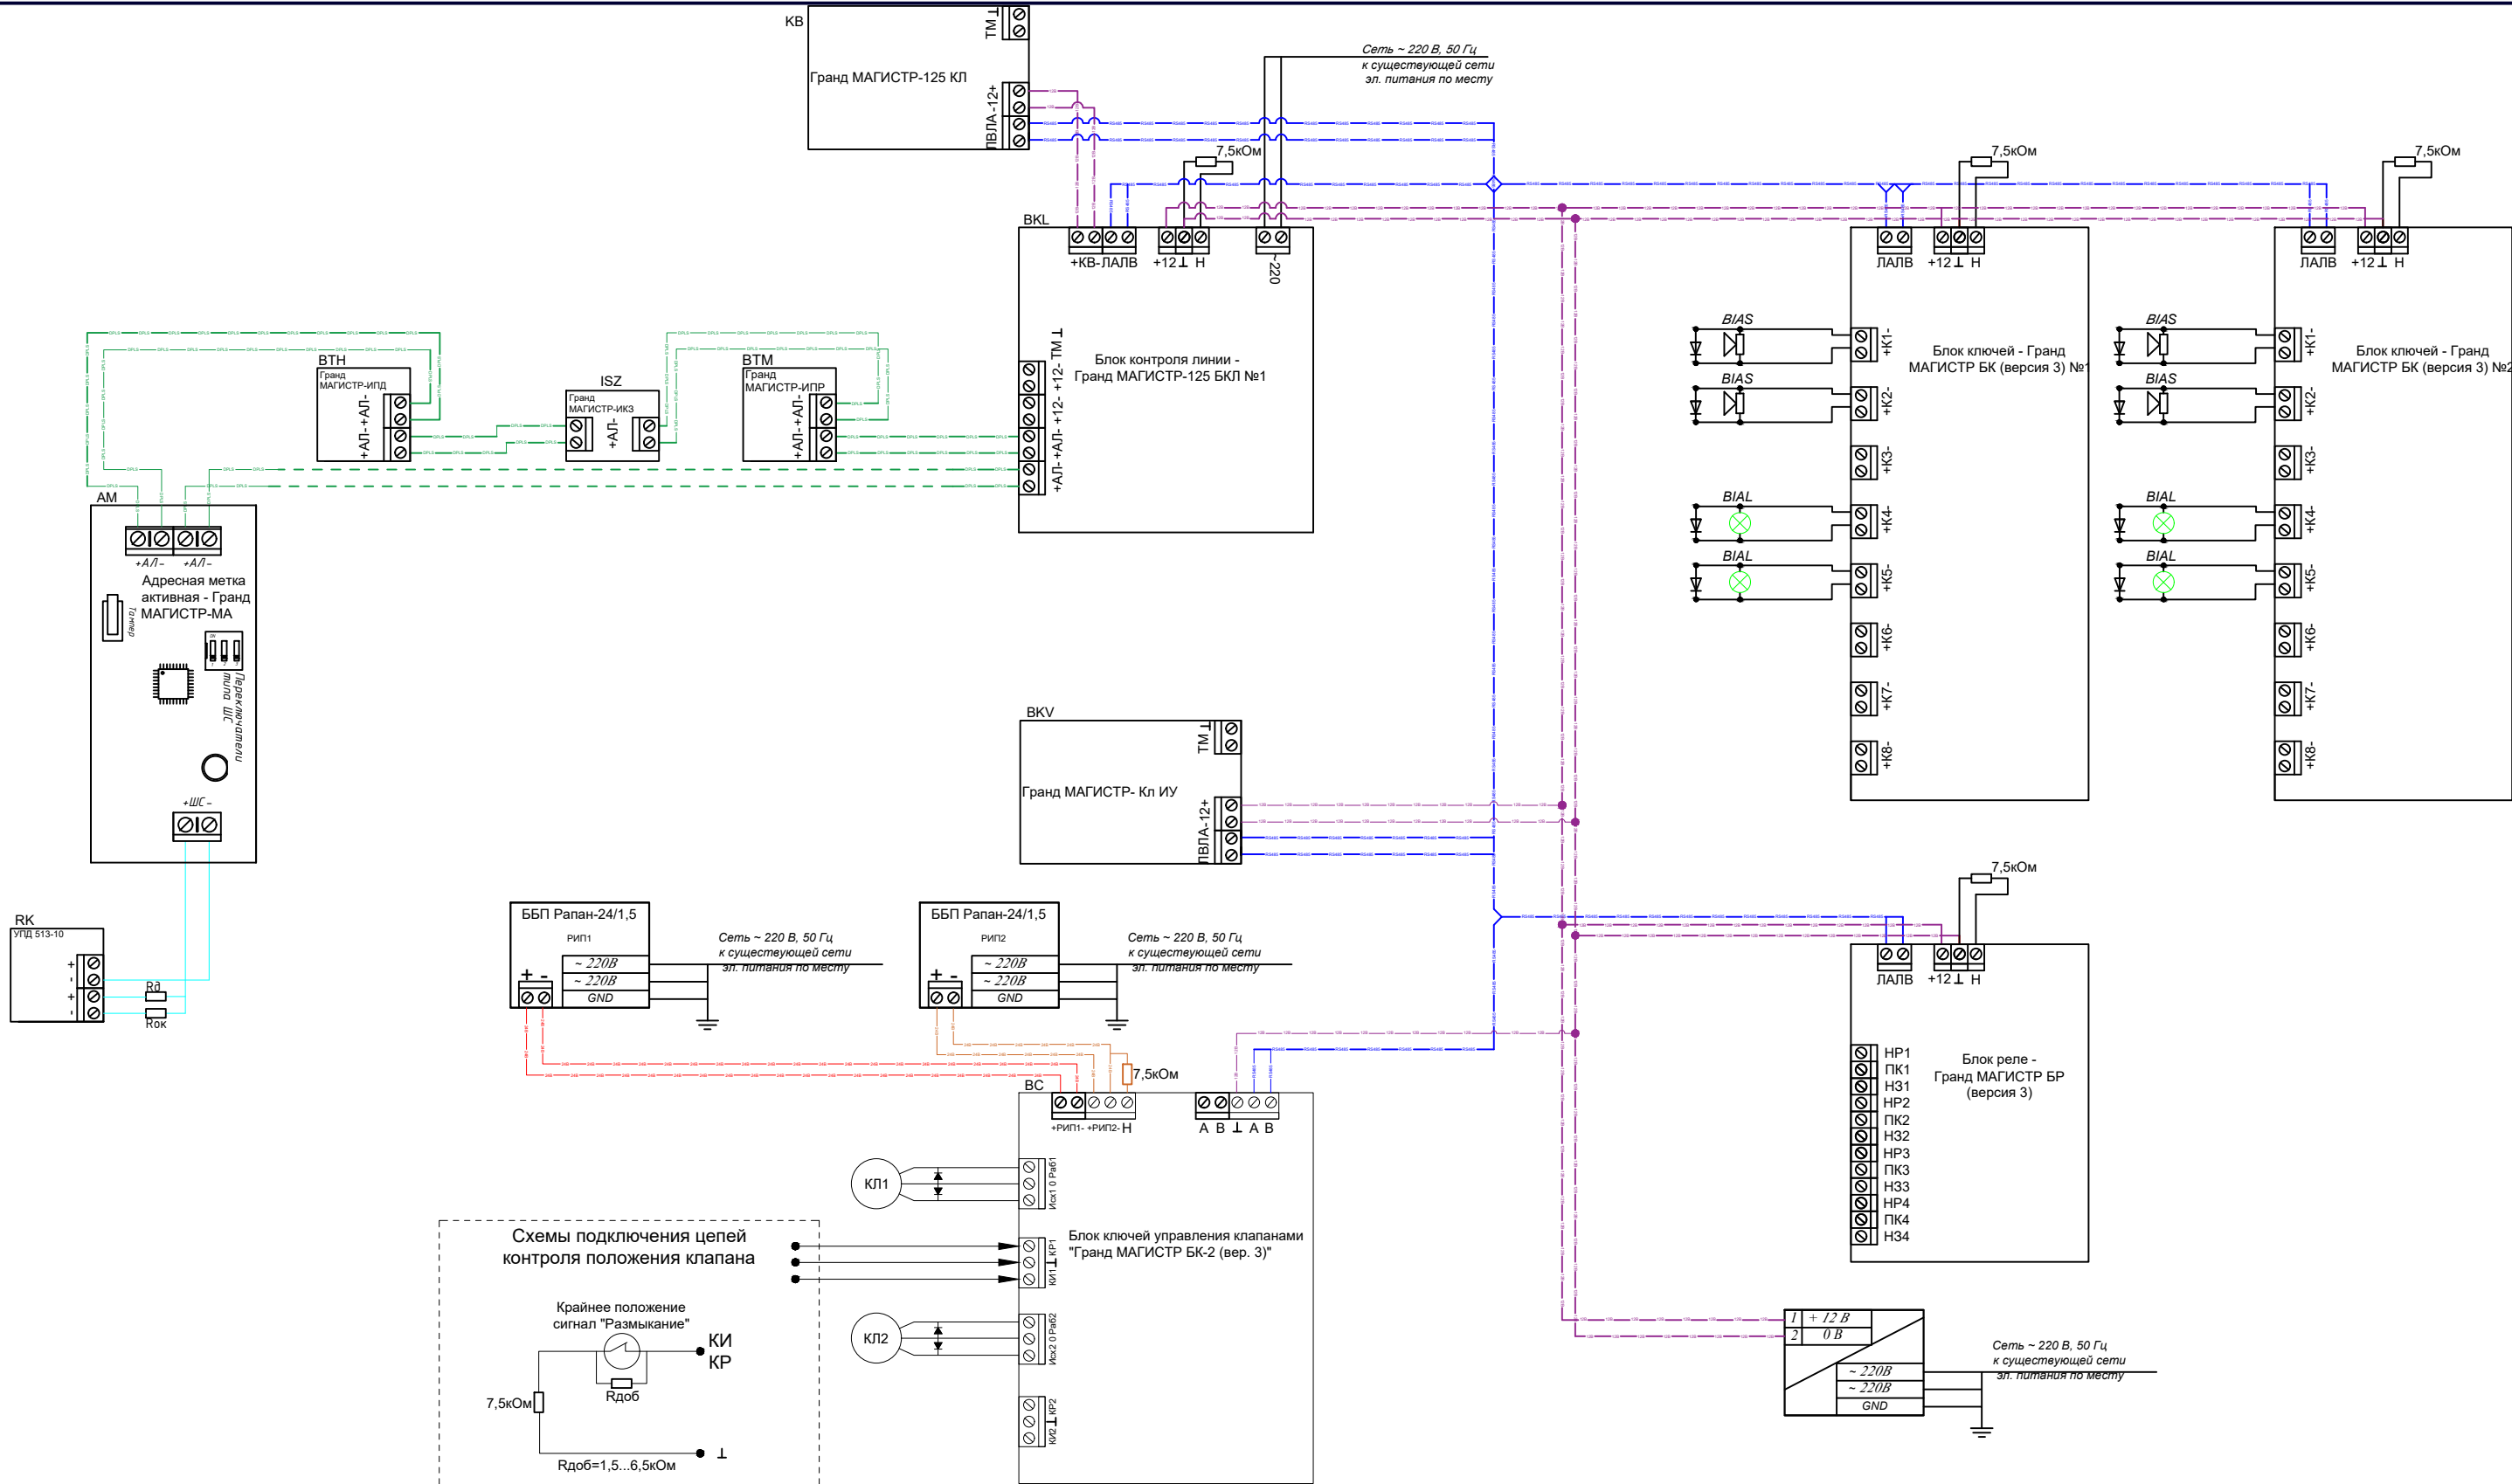 KB
ТМ ⊥
Гранд МАГИСТР-125 КЛ
ЛВЛА-12+
Сеть ~ 220 В, 50 Гц
к существующей сети
эл. питания по месту
7,5кОм
7,5кОм
7,5кОм
BKL
+КВ-ЛАЛВ
+12⊥ Н
~220
ЛАЛВ
+12⊥ Н
ЛАЛВ
+12⊥ Н
Блок контроля линии -
Гранд МАГИСТР-125 БКЛ №1
+АЛ- +АЛ- +12- +12- ТМ ⊥
BTH
Гранд
МАГИСТР-ИПД
+АЛ-+АЛ-
ISZ
Гранд
МАГИСТР-ИКЗ
+АЛ-
BTM
Гранд
МАГИСТР-ИПР
+АЛ-+АЛ-
Блок ключей - Гранд
МАГИСТР БК (версия 3) №1
BIAS
+К1-
BIAS
+К2-
+К3-
BIAL
+К4-
BIAL
+К5-
+К6-
+К7-
+К8-
Блок ключей - Гранд
МАГИСТР БК (версия 3) №2
BIAS
+К1-
BIAS
+К2-
+К3-
BIAL
+К4-
BIAL
+К5-
+К6-
+К7-
+К8-
AM
+АЛ- +АЛ-
Адресная метка
активная - Гранд
МАГИСТР-МА
Тампер
Переключатели
типа ШС
+ШС-
RK
УПД 513-10
+
-
+
-
Rд
Rок
BKV
ТМ ⊥
Гранд МАГИСТР- Кл ИУ
ЛВЛА-12+
ББП Рапан-24/1,5
РИП1
+ -
~ 220В
~ 220В
GND
Сеть ~ 220 В, 50 Гц
к существующей сети
эл. питания по месту
ББП Рапан-24/1,5
РИП2
+ -
~ 220В
~ 220В
GND
Сеть ~ 220 В, 50 Гц
к существующей сети
эл. питания по месту
7,5кОм
BC
+РИП1- +РИП2- Н
А В ⊥ А В
КЛ1
Исх1 0 Раб1
Блок ключей управления клапанами
"Гранд МАГИСТР БК-2 (вер. 3)"
КИ1⊥КР1
КЛ2
Исх2 0 Раб2
КИ2⊥КР2
Схемы подключения цепей
контроля положения клапана
Крайнее положение
сигнал "Размыкание"
КИ
КР
Rдоб
7,5кОм
⊥
Rдоб=1,5...6,5кОм
7,5кОм
ЛАЛВ
+12⊥ Н
Блок реле -
Гранд МАГИСТР БР
(версия 3)
НР1
ПК1
НЗ1
НР2
ПК2
НЗ2
НР3
ПК3
НЗ3
НР4
ПК4
НЗ4
1 + 12 В
2 0 В
~ 220В
~ 220В
GND
Сеть ~ 220 В, 50 Гц
к существующей сети
эл. питания по месту